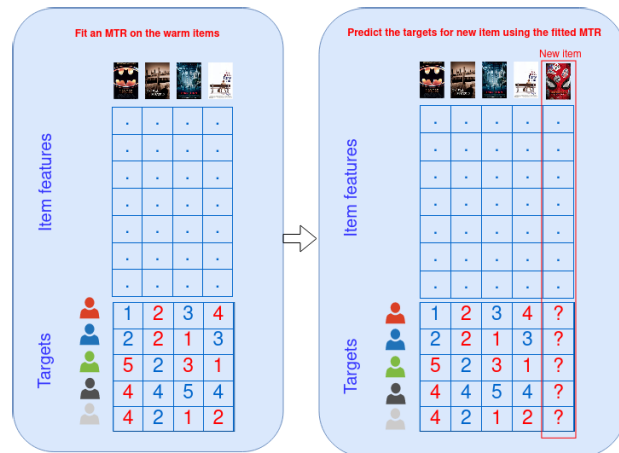 Fit an MTR on the warm items
Item features
. . . .
. . . .
. . . .
. . . .
. . . .
. . . .
. . . .
Targets
1 2 3 4
2 2 1 3
5 2 3 1
4 4 5 4
4 2 1 2
Predict the targets for new item using the fitted MTR
New item
Item features
. . . . .
. . . . .
. . . . .
. . . . .
. . . . .
. . . . .
. . . . .
Targets
1 2 3 4 ?
2 2 1 3 ?
5 2 3 1 ?
4 4 5 4 ?
4 2 1 2 ?